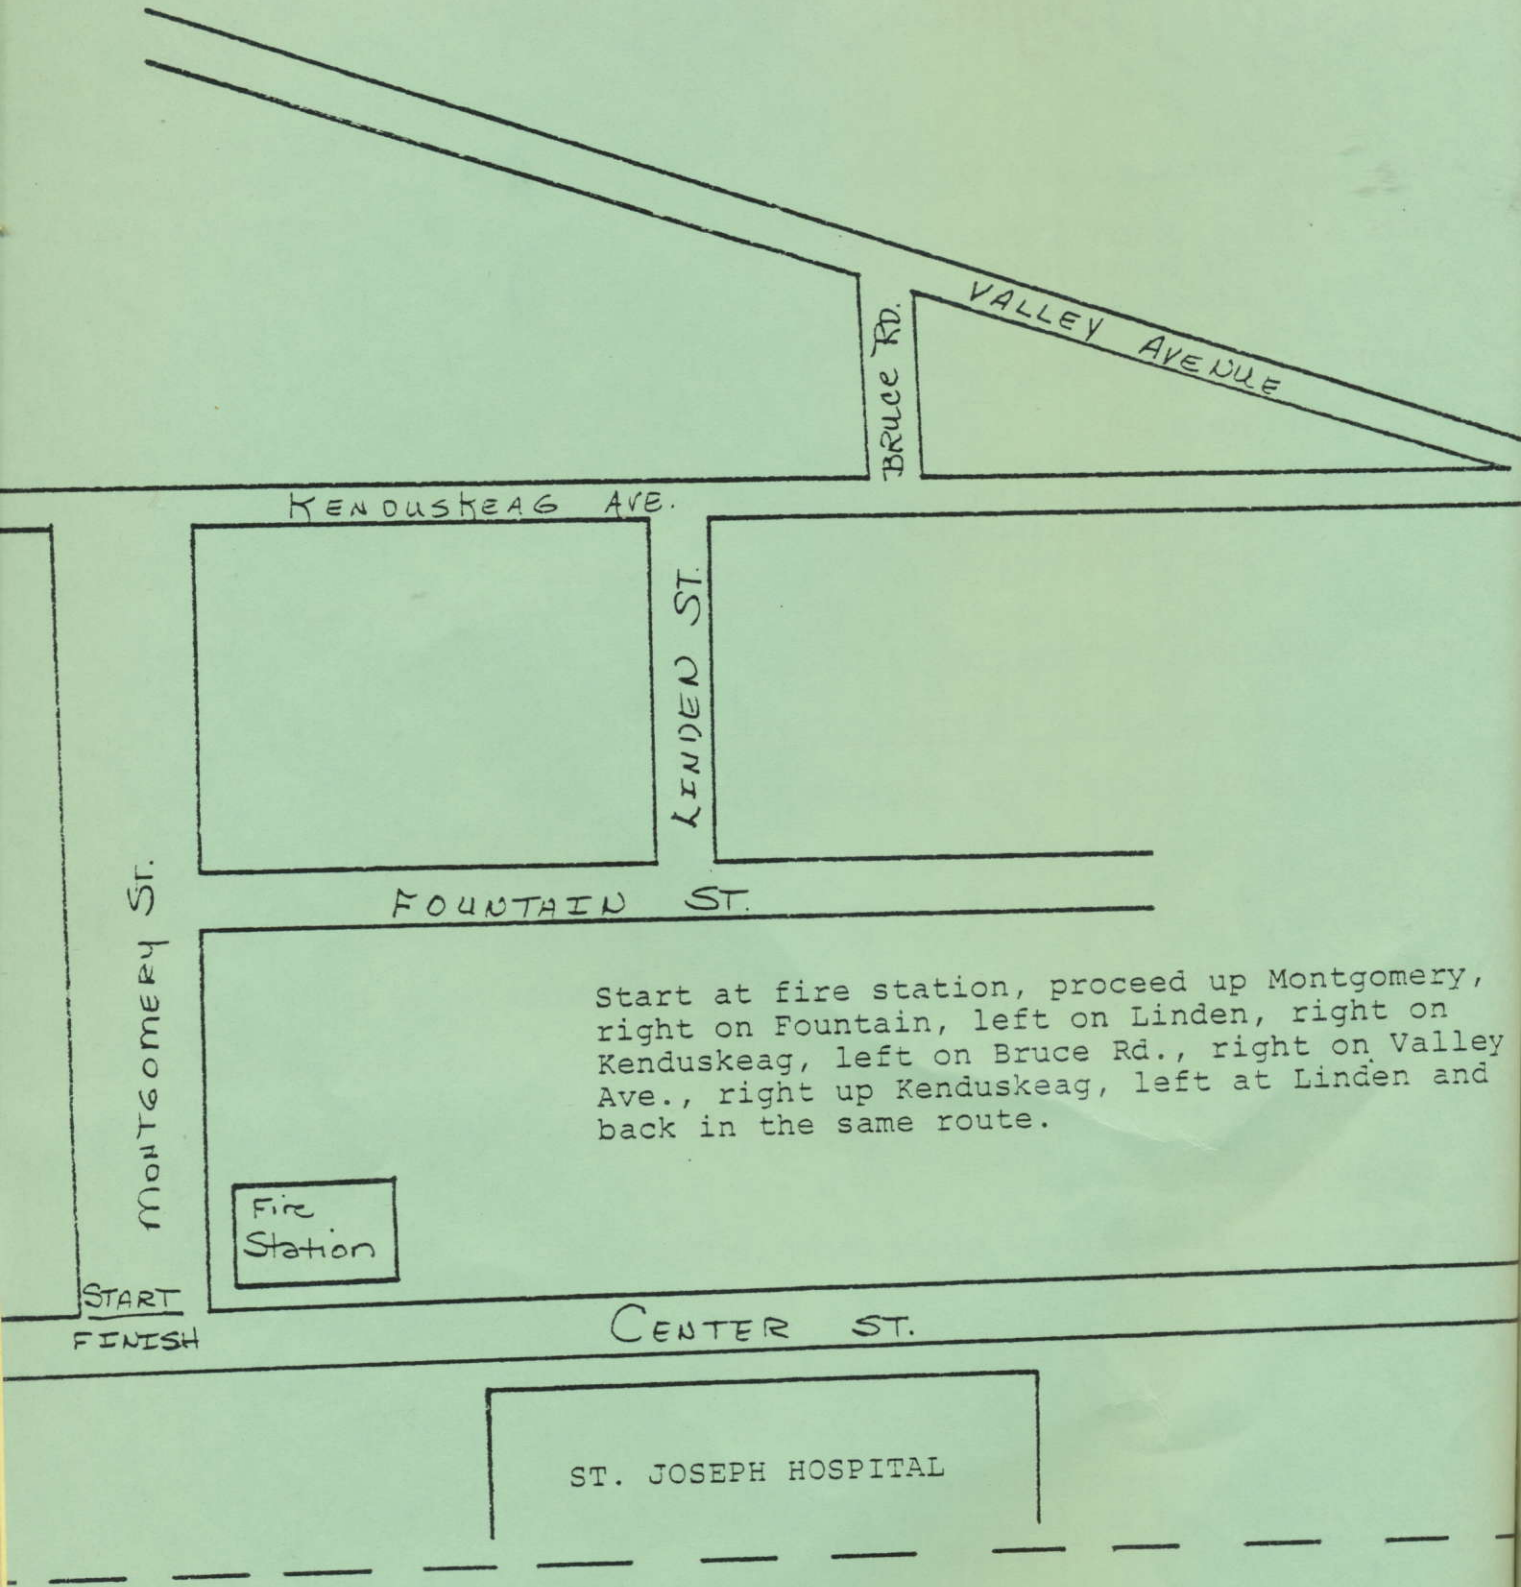 VALLEY AVENUE
BRUCE RD.
KENDUSKEAG AVE.
LINDEN ST.
FOUNTAIN ST.
MONTGOMERY ST.
Start at fire station, proceed up Montgomery,
right on Fountain, left on Linden, right on
Kenduskeag, left on Bruce Rd., right on Valley
Ave., right up Kenduskeag, left at Linden and
back in the same route.
Fire
Station
START
FINISH
CENTER ST.
ST. JOSEPH HOSPITAL